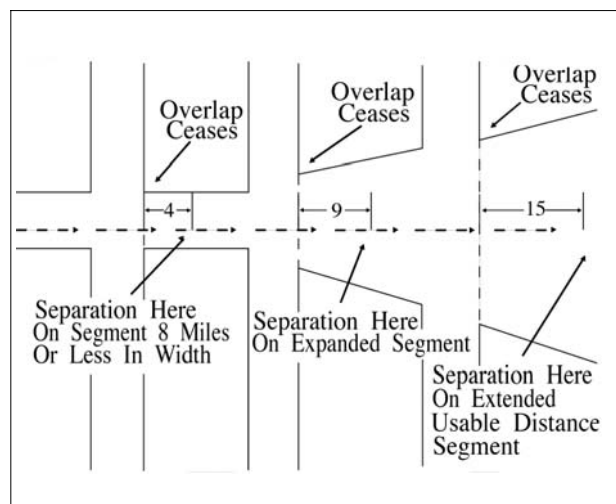 Overlap
Ceases
Overlap
Ceases
Overlap
Ceases
4
9
15
Separation Here
On Segment 8 Miles
Or Less In Width
Separation Here
On Expanded Segment
Separation Here
On Extended
Usable Distance
Segment